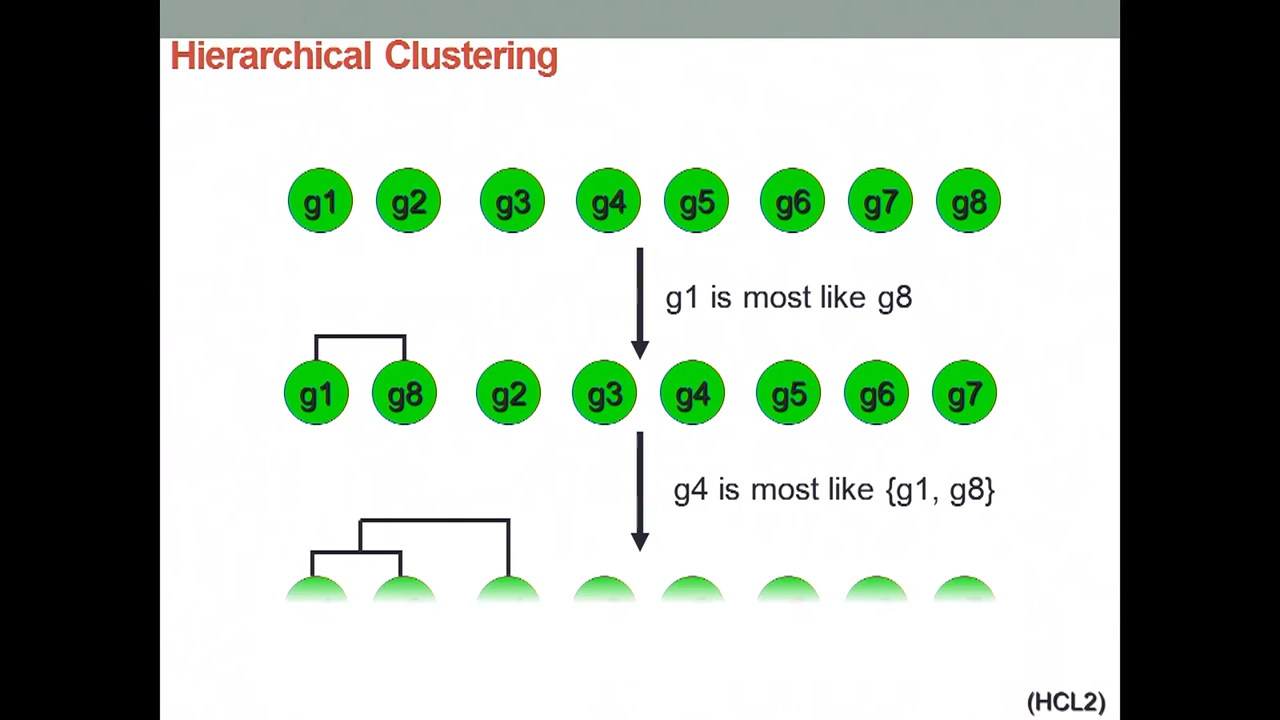 Hierarchical Clustering
g1 g2 g3 g4 g5 g6 g7 g8
g1 is most like g8
g1 g8 g2 g3 g4 g5 g6 g7
g4 is most like {g1, g8}
(HCL2)